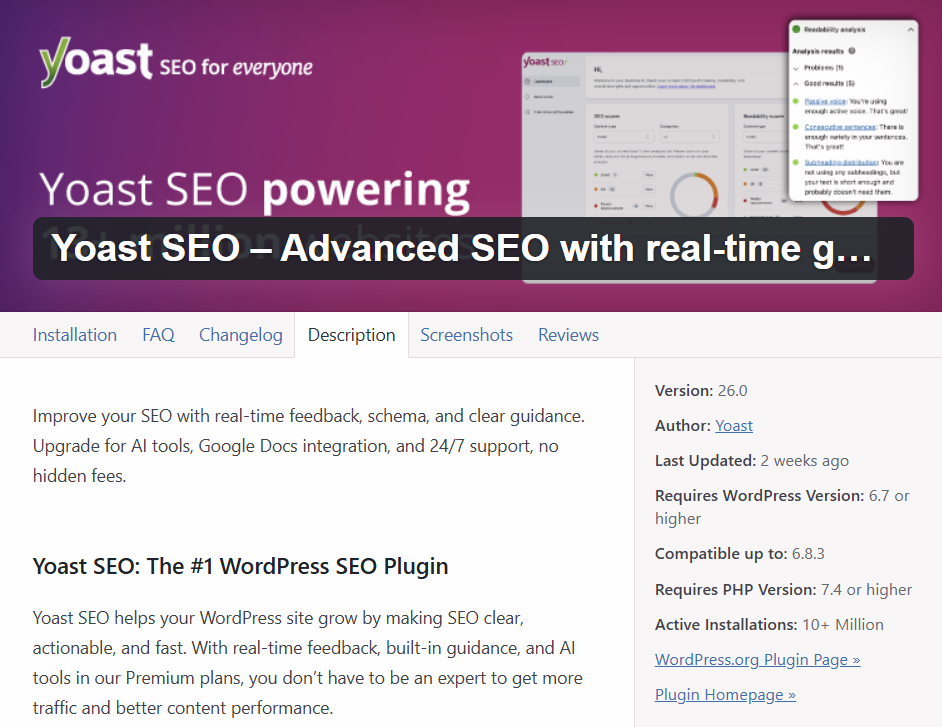 yoast SEO for everyone
Yoast SEO powering
Yoast SEO – Advanced SEO with real-time g…
yoast SEO
Hi,
SEO scores
Readability scores
Readability analysis
Analysis results
Problems (1)
Good results (5)
Passive voice: You're using
enough active voice. That's great!
Consecutive sentences: There is
enough variety in your sentences.
That's great!
Subheading distribution: You are
not using any subheadings, but
your text is short enough and
probably doesn't need them.
Installation
FAQ
Changelog
Description
Screenshots
Reviews
Improve your SEO with real-time feedback, schema, and clear guidance.
Upgrade for AI tools, Google Docs integration, and 24/7 support, no
hidden fees.
Yoast SEO: The #1 WordPress SEO Plugin
Yoast SEO helps your WordPress site grow by making SEO clear,
actionable, and fast. With real-time feedback, built-in guidance, and AI
tools in our Premium plans, you don't have to be an expert to get more
traffic and better content performance.
Version: 26.0
Author: Yoast
Last Updated: 2 weeks ago
Requires WordPress Version: 6.7 or
higher
Compatible up to: 6.8.3
Requires PHP Version: 7.4 or higher
Active Installations: 10+ Million
WordPress.org Plugin Page »
Plugin Homepage »